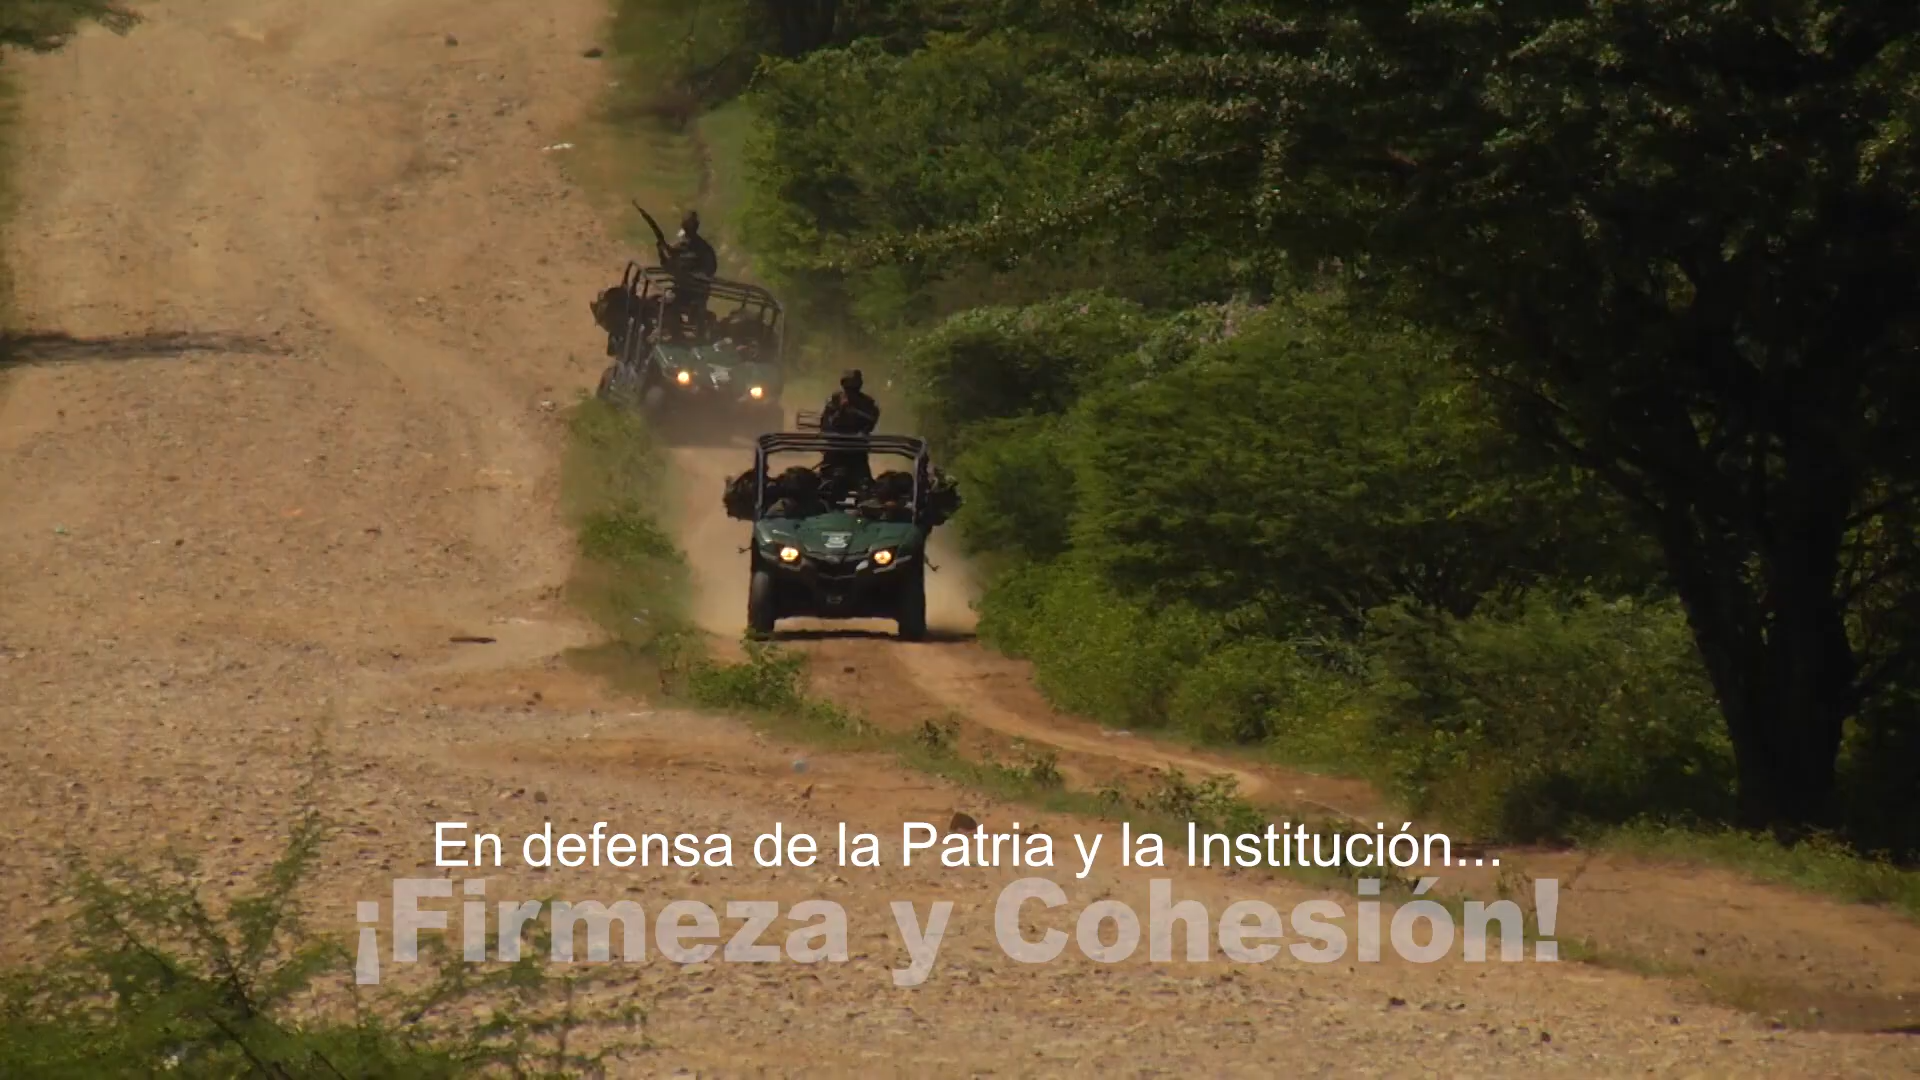 En defensa de la Patria y la Institución...
¡Firmeza y Cohesión!